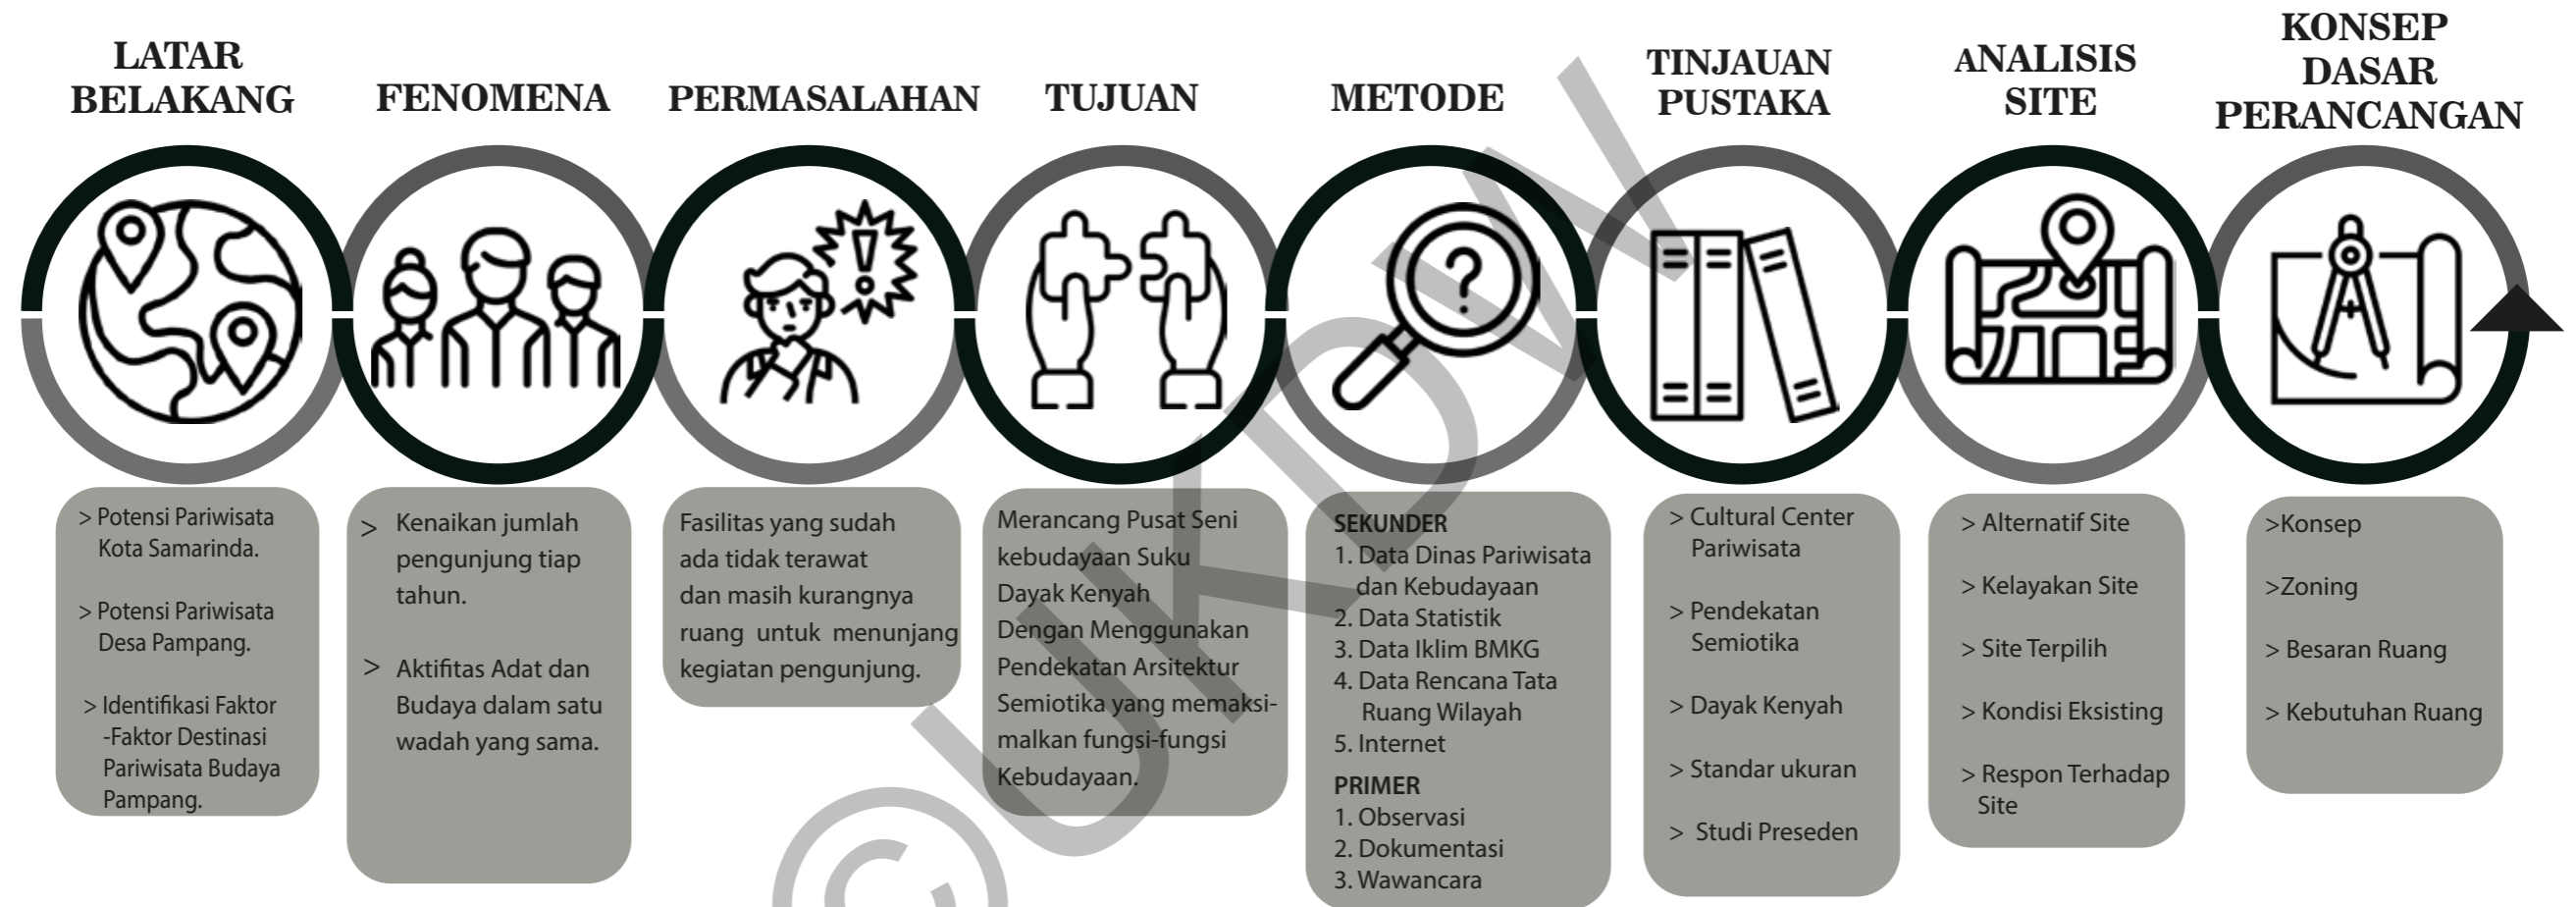 LATAR
BELAKANG
> Potensi Pariwisata
Kota Samarinda.
> Potensi Pariwisata
Desa Pampang.
> Identifikasi Faktor
-Faktor Destinasi
Pariwisata Budaya
Pampang.
FENOMENA
> Kenaikan jumlah
pengunjung tiap
tahun.
> Aktifitas Adat dan
Budaya dalam satu
wadah yang sama.
PERMASALAHAN
!
Fasilitas yang sudah
ada tidak terawat
dan masih kurangnya
ruang untuk menunjang
kegiatan pengunjung.
TUJUAN
Merancang Pusat Seni
kebudayaan Suku
Dayak Kenyah
Dengan Menggunakan
Pendekatan Arsitektur
Semiotika yang memaksi-
malkan fungsi-fungsi
Kebudayaan.
METODE
?
SEKUNDER
1. Data Dinas Pariwisata
dan Kebudayaan
2. Data Statistik
3. Data Iklim BMKG
4. Data Rencana Tata
Ruang Wilayah
5. Internet
PRIMER
1. Observasi
2. Dokumentasi
3. Wawancara
TINJAUAN
PUSTAKA
> Cultural Center
Pariwisata
> Pendekatan
Semiotika
> Dayak Kenyah
> Standar ukuran
> Studi Preseden
ANALISIS
SITE
> Alternatif Site
> Kelayakan Site
> Site Terpilih
> Kondisi Eksisting
> Respon Terhadap
Site
KONSEP
DASAR
PERANCANGAN
>Konsep
>Zoning
> Besaran Ruang
> Kebutuhan Ruang
©UKDW